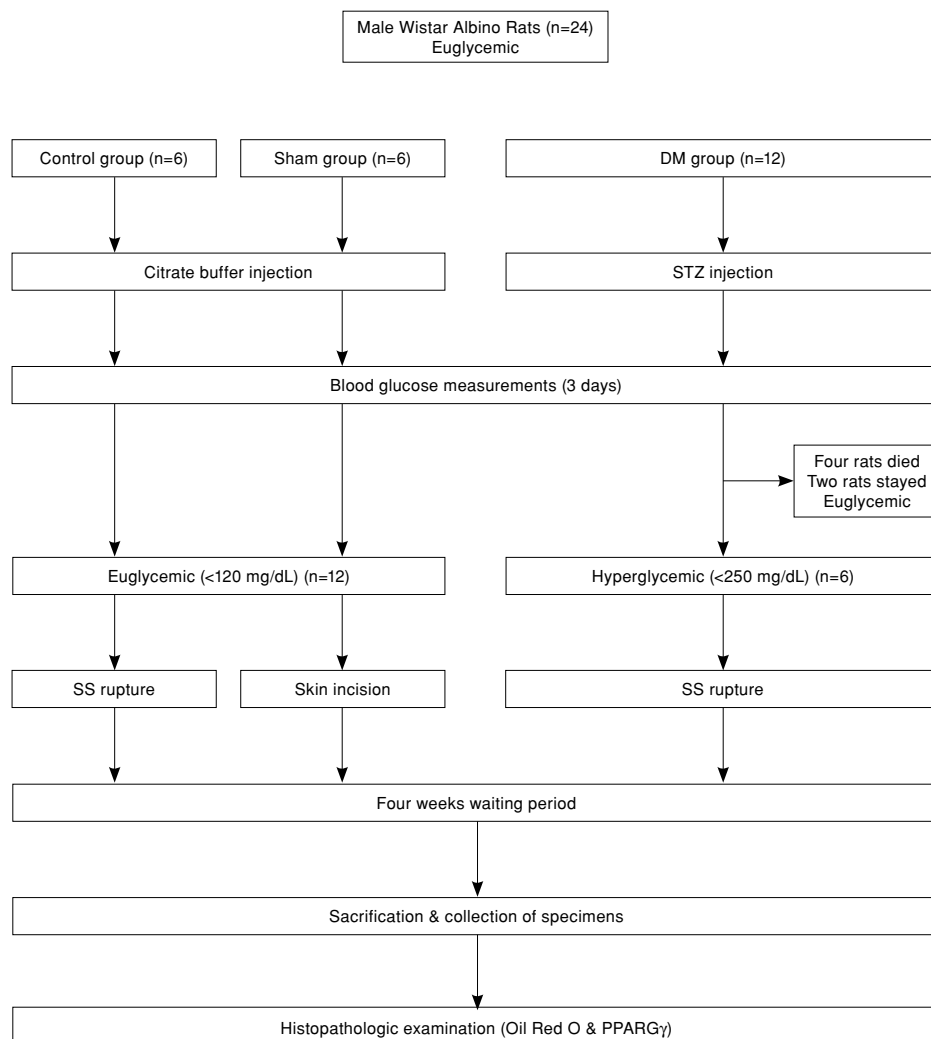 Male Wistar Albino Rats (n=24)
Euglycemic
Control group (n=6)
Sham group (n=6)
DM group (n=12)
Citrate buffer injection
STZ injection
Blood glucose measurements (3 days)
Four rats died
Two rats stayed
Euglycemic
Euglycemic (<120 mg/dL) (n=12)
Hyperglycemic (<250 mg/dL) (n=6)
SS rupture
Skin incision
SS rupture
Four weeks waiting period
Sacrification & collection of specimens
Histopathologic examination (Oil Red O & PPARGγ)